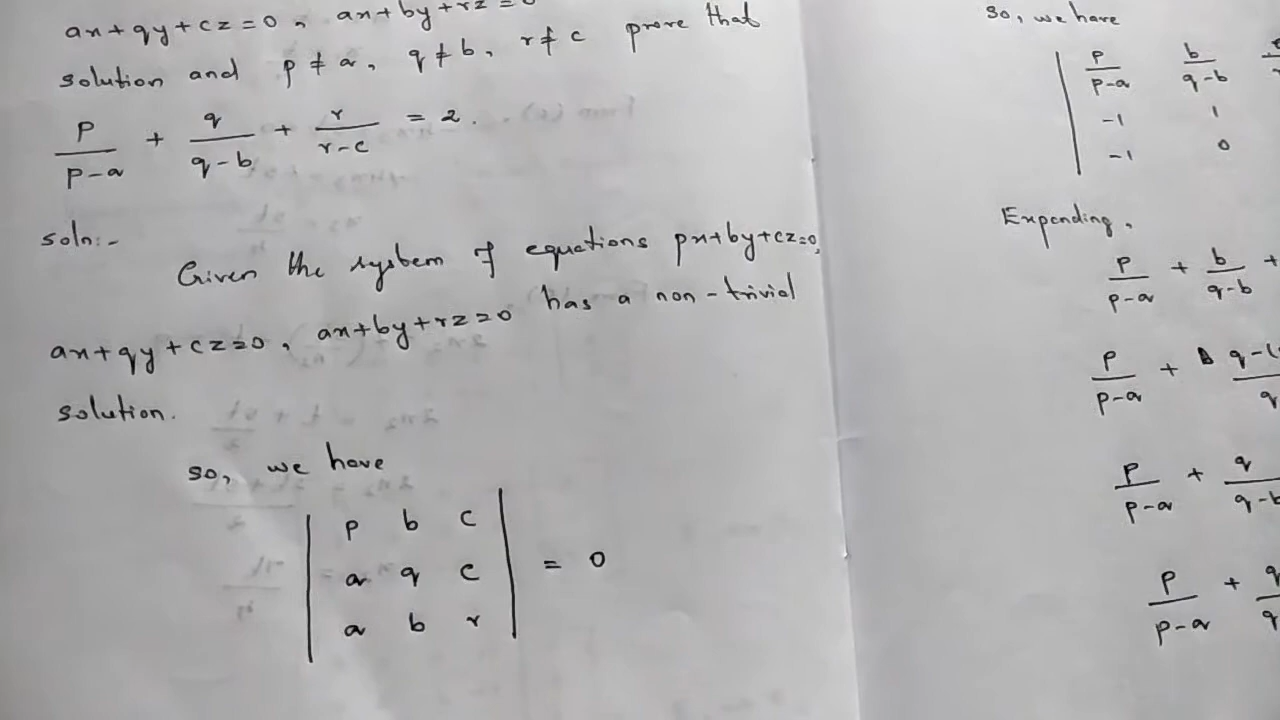 ax+qy+cz=0, ax+by+rz=0
solution and p≠a, q≠b, r≠c prove that
p/p-a + q/q-b + r/r-c = 2.
soln:-
Given the system of equations px+by+cz=0,
ax+qy+cz=0, ax+by+rz=0 has a non-trivial
solution.
so, we have
| p b c |
| a q c | = 0
| a b r |
so, we have
| p/p-a b/q-b
-1 1
-1 0
Expending,
p/p-a + b/q-b +
p/p-a + q-(
p/p-a + q/q-b
p/p-a + q